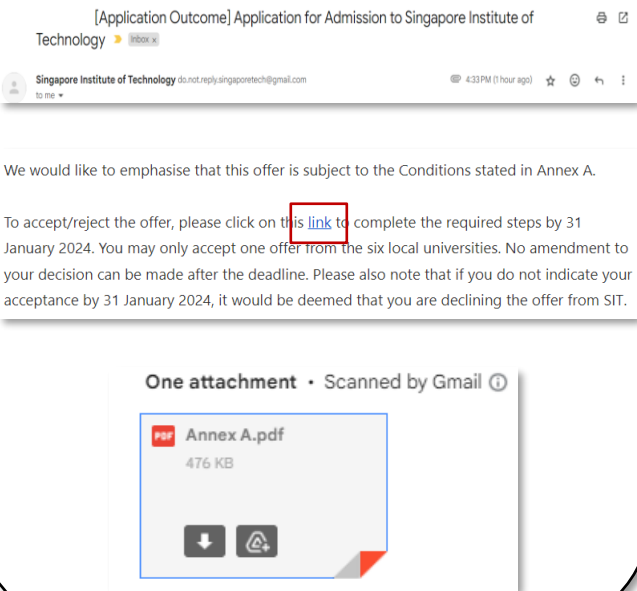 [Application Outcome] Application for Admission to Singapore Institute of
Technology Inbox x
Singapore Institute of Technology do.not.reply.singaporetech@gmail.com 4:33 PM (1 hour ago)
to me
We would like to emphasise that this offer is subject to the Conditions stated in Annex A.
To accept/reject the offer, please click on this link to complete the required steps by 31
January 2024. You may only accept one offer from the six local universities. No amendment to
your decision can be made after the deadline. Please also note that if you do not indicate your
acceptance by 31 January 2024, it would be deemed that you are declining the offer from SIT.
One attachment • Scanned by Gmail
PDF Annex A.pdf
476 KB